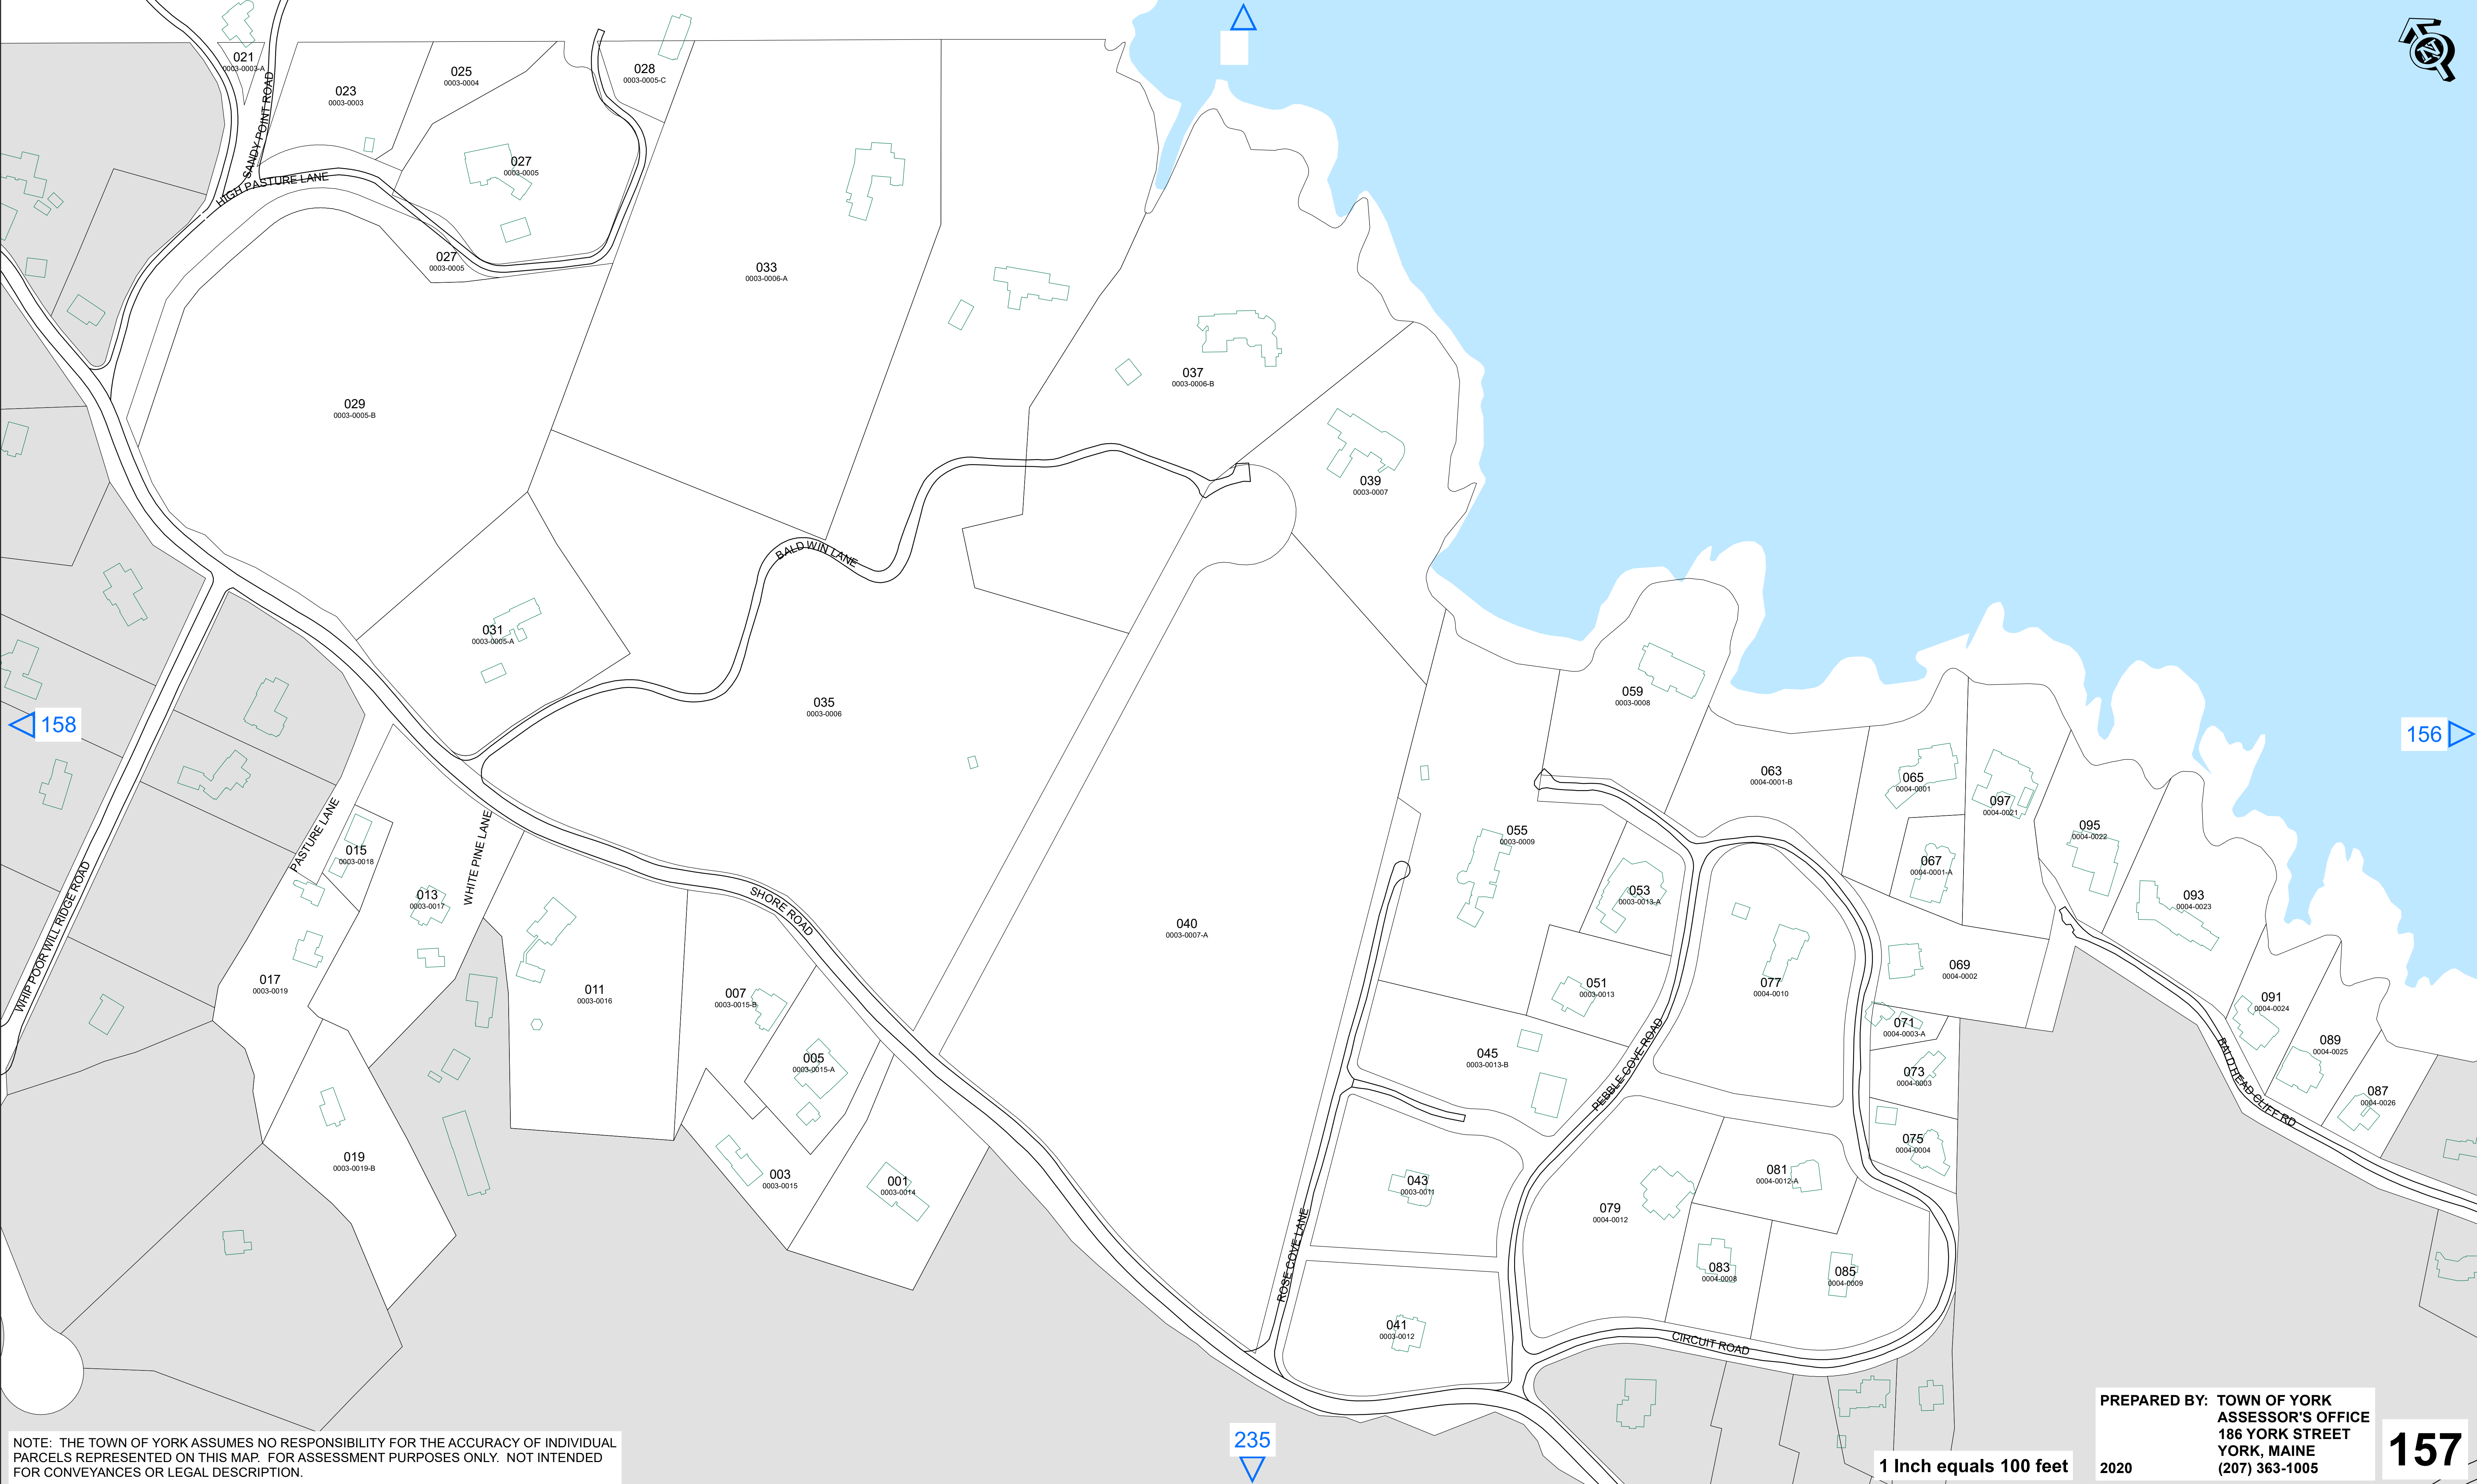 021
0003-0003-A
023
0003-0003
025
0003-0004
028
0003-0005-C
N
SANDY POINT ROAD
HIGH PASTURE LANE
027
0003-0005
027
0003-0005
033
0003-0006-A
029
0003-0005-B
037
0003-0006-B
039
0003-0007
BALDWIN LANE
031
0003-0005-A
035
0003-0006
158
156
059
0003-0008
063
0004-0001-B
065
0004-0001
097
0004-0021
095
0004-0022
055
0003-0009
067
0004-0001-A
053
0003-0013-A
093
0004-0023
PASTURE LANE
WHITE PINE LANE
WHIP POOR WILL RIDGE ROAD
SHORE ROAD
015
0003-0018
013
0003-0017
040
0003-0007-A
069
0004-0002
017
0003-0019
011
0003-0016
007
0003-0015-B
051
0003-0013
077
0004-0010
091
0004-0024
071
0004-0003-A
089
0004-0025
005
0003-0015-A
045
0003-0013-B
PEBBLE COVE ROAD
073
0004-0003
BALD HEAD CLIFF RD
087
0004-0026
075
0004-0004
019
0003-0019-B
003
0003-0015
001
0003-0014
043
0003-0011
081
0004-0012-A
079
0004-0012
ROSE COVE LANE
083
0004-0008
085
0004-0009
041
0003-0012
CIRCUIT ROAD
235
NOTE: THE TOWN OF YORK ASSUMES NO RESPONSIBILITY FOR THE ACCURACY OF INDIVIDUAL
PARCELS REPRESENTED ON THIS MAP. FOR ASSESSMENT PURPOSES ONLY. NOT INTENDED
FOR CONVEYANCES OR LEGAL DESCRIPTION.
1 Inch equals 100 feet
PREPARED BY: TOWN OF YORK
ASSESSOR'S OFFICE
186 YORK STREET
YORK, MAINE
2020 (207) 363-1005
157